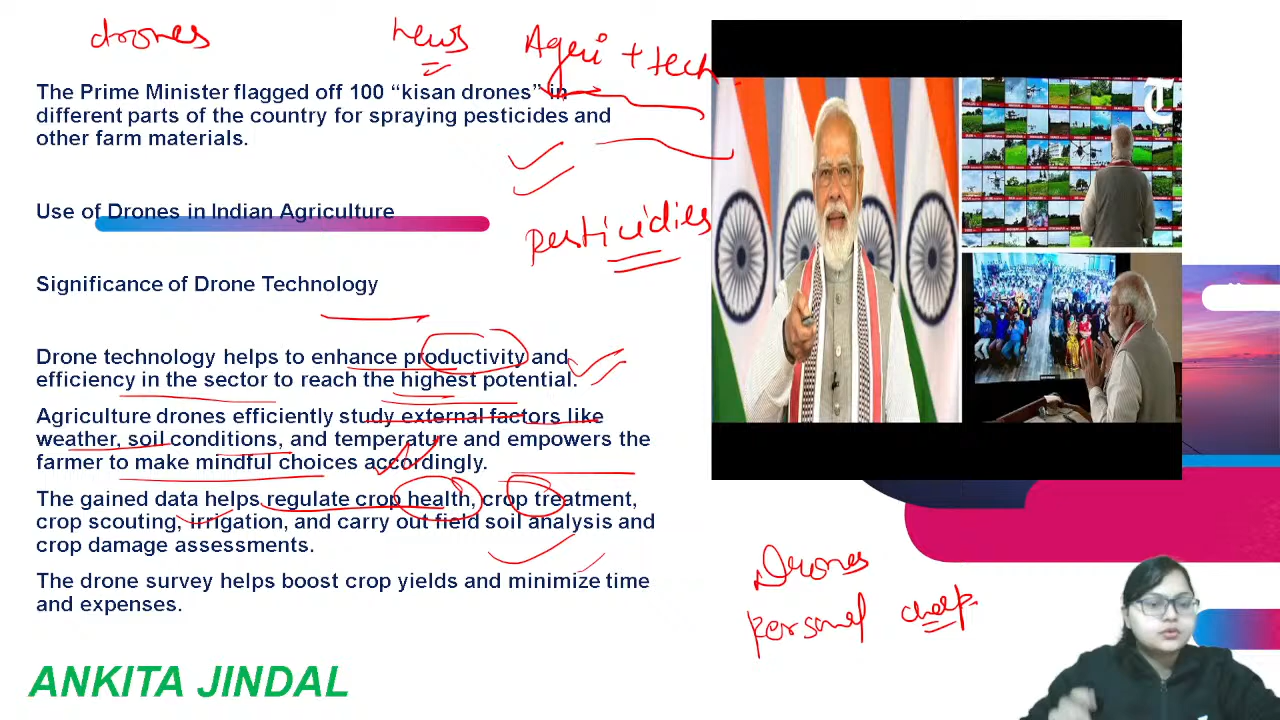 drones
news
Agri + tech
The Prime Minister flagged off 100 “kisan drones” in
different parts of the country for spraying pesticides and
other farm materials.
Use of Drones in Indian Agriculture
pesticidies
Significance of Drone Technology
Drone technology helps to enhance productivity and
efficiency in the sector to reach the highest potential.
Agriculture drones efficiently study external factors like
weather, soil conditions, and temperature and empowers the
farmer to make mindful choices accordingly.
The gained data helps regulate crop health, crop treatment,
crop scouting, irrigation, and carry out field soil analysis and
crop damage assessments.
The drone survey helps boost crop yields and minimize time
and expenses.
Drones
personal cheap
ANKITA JINDAL